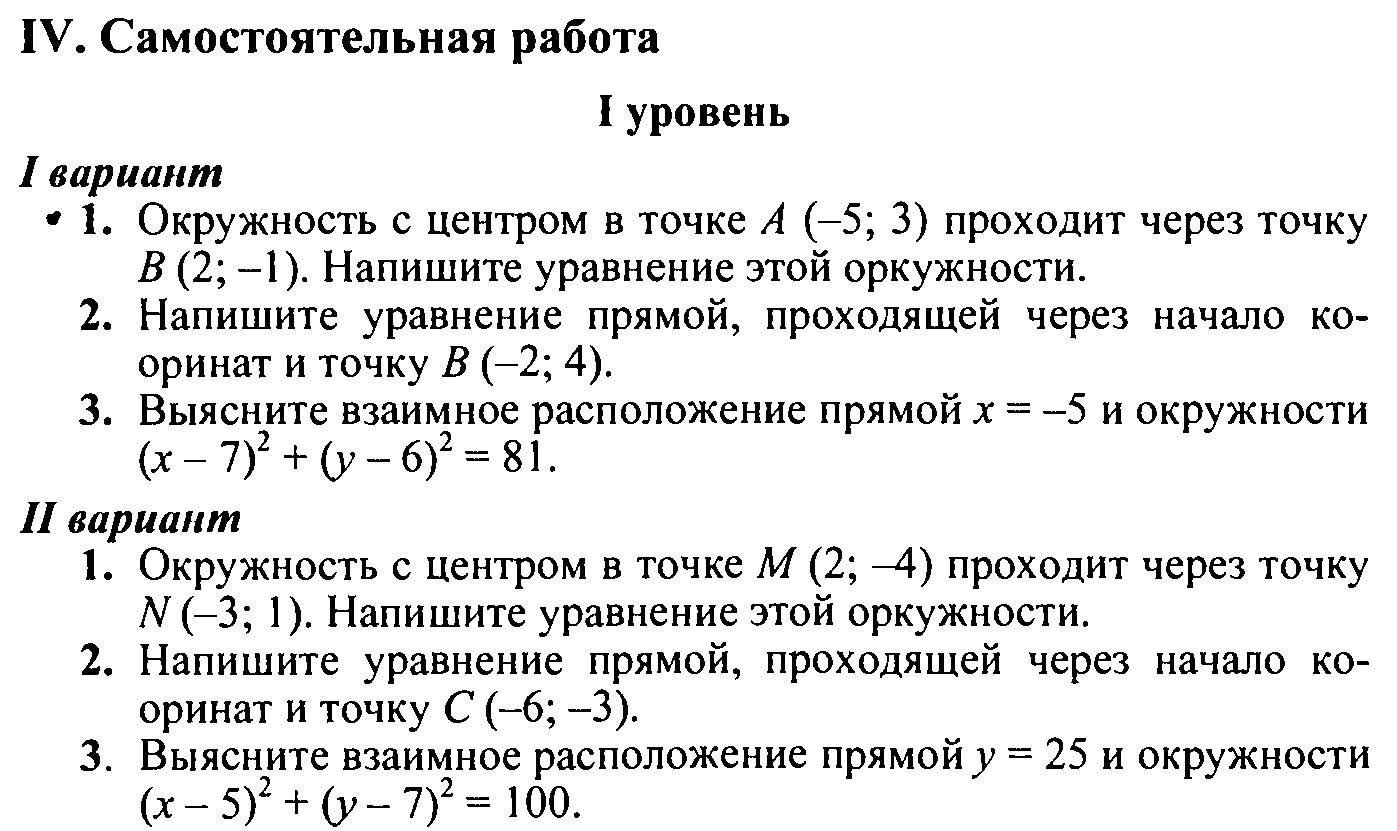 IV. Самостоятельная работа
I уровень
I вариант
1. Окружность с центром в точке A (–5; 3) проходит через точку
B (2; –1). Напишите уравнение этой оркужности.
2. Напишите уравнение прямой, проходящей через начало ко-
оринат и точку B (–2; 4).
3. Выясните взаимное расположение прямой x = –5 и окружности
(x – 7)² + (y – 6)² = 81.
II вариант
1. Окружность с центром в точке M (2; –4) проходит через точку
N (–3; 1). Напишите уравнение этой оркужности.
2. Напишите уравнение прямой, проходящей через начало ко-
оринат и точку C (–6; –3).
3. Выясните взаимное расположение прямой y = 25 и окружности
(x – 5)² + (y – 7)² = 100.